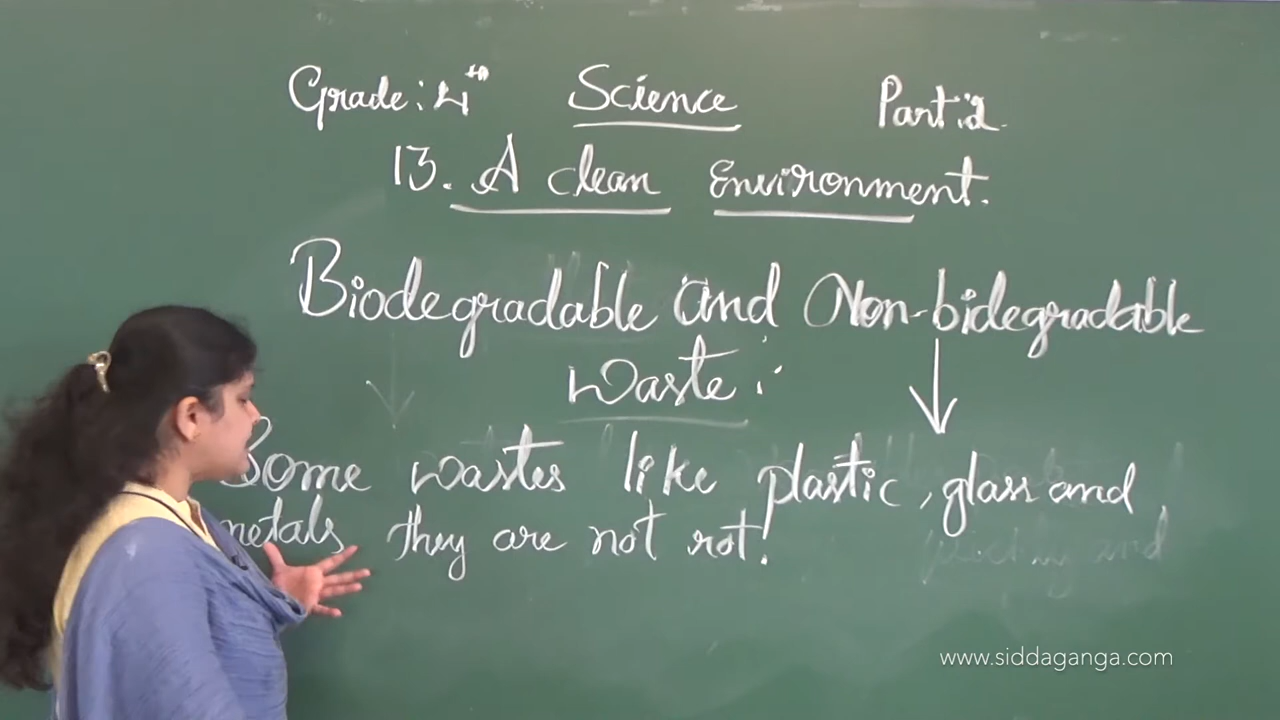 Grade: 4th Science Part:2.
13. A clean Environment.
Biodegradable and Non-bidegradable
waste:
Some wastes like plastic, glass and
metals they are not rot!
www.siddaganga.com